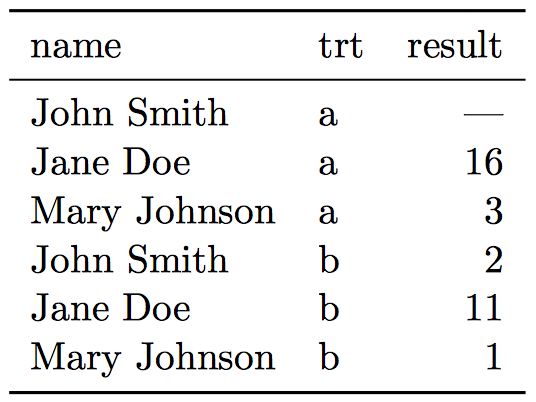 name trt result
John Smith a —
Jane Doe a 16
Mary Johnson a 3
John Smith b 2
Jane Doe b 11
Mary Johnson b 1